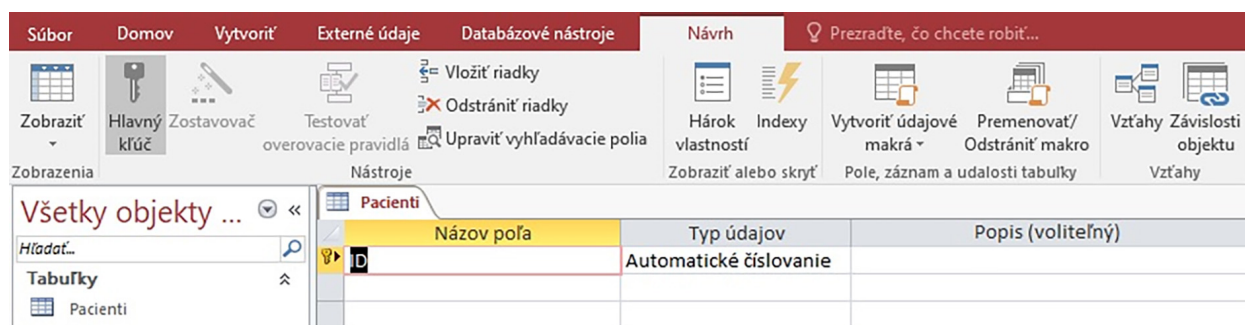 Súbor Domov Vytvoriť Externé údaje Databázové nástroje Návrh Prezraďte, čo chcete robiť...
Zobraziť
Hlavný kľúč
Zostavovač
Testovať overovacie pravidlá
Vložiť riadky
Odstrániť riadky
Upraviť vyhľadávacie polia
Hárok vlastností
Indexy
Vytvoriť údajové makrá
Premenovať/ Odstrániť makro
Vzťahy
Závislosti objektu
Zobrazenia Nástroje Zobraziť alebo skryť Pole, záznam a udalosti tabuľky Vzťahy
Všetky objekty ... «
Hľadať...
Tabuľky
Pacienti
Pacienti
Názov poľa Typ údajov Popis (voliteľný)
ID Automatické číslovanie